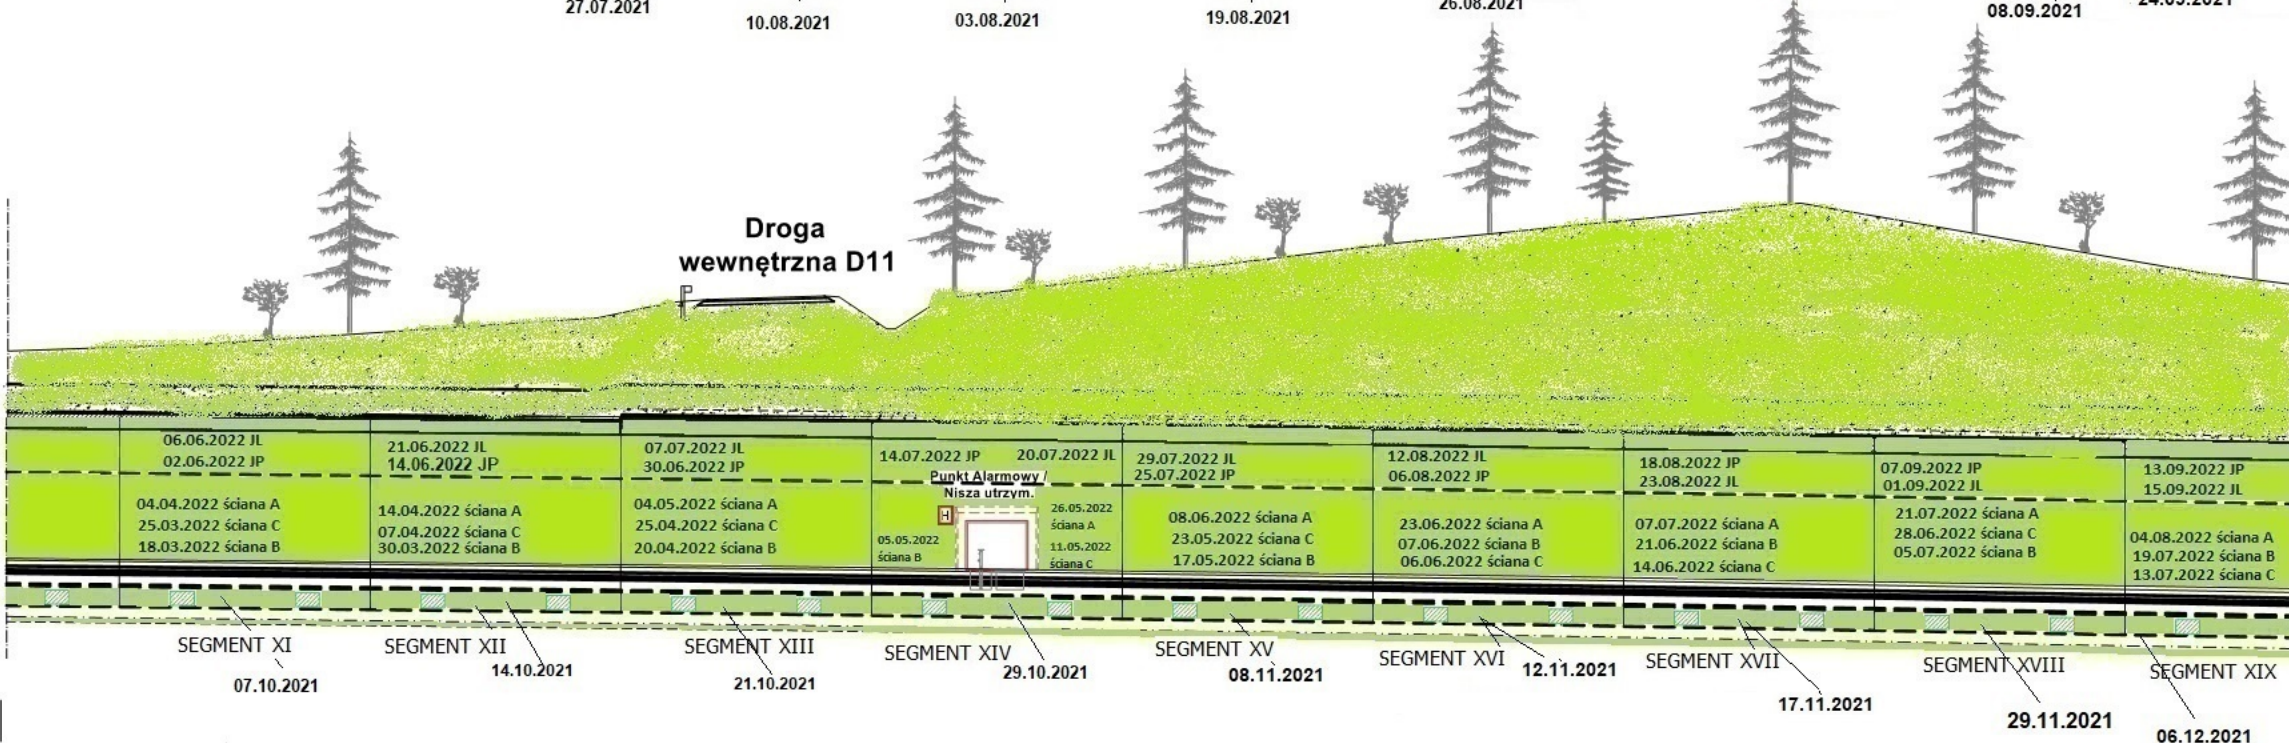 27.07.2021
10.08.2021
03.08.2021
19.08.2021
26.08.2021
08.09.2021
24.09.2021
Droga
wewnętrzna D11
06.06.2022 JL
02.06.2022 JP
04.04.2022 ściana A
25.03.2022 ściana C
18.03.2022 ściana B
21.06.2022 JL
14.06.2022 JP
14.04.2022 ściana A
07.04.2022 ściana C
30.03.2022 ściana B
07.07.2022 JL
30.06.2022 JP
04.05.2022 ściana A
25.04.2022 ściana C
20.04.2022 ściana B
14.07.2022 JP
20.07.2022 JL
Punkt Alarmowy /
Nisza utrzym.
H
05.05.2022
ściana B
26.05.2022
ściana A
11.05.2022
ściana C
29.07.2022 JL
25.07.2022 JP
08.06.2022 ściana A
23.05.2022 ściana C
17.05.2022 ściana B
12.08.2022 JL
06.08.2022 JP
23.06.2022 ściana A
07.06.2022 ściana B
06.06.2022 ściana C
18.08.2022 JP
23.08.2022 JL
07.07.2022 ściana A
21.06.2022 ściana B
14.06.2022 ściana C
07.09.2022 JP
01.09.2022 JL
21.07.2022 ściana A
28.06.2022 ściana C
05.07.2022 ściana B
13.09.2022 JP
15.09.2022 JL
04.08.2022 ściana A
19.07.2022 ściana B
13.07.2022 ściana C
SEGMENT XI
SEGMENT XII
SEGMENT XIII
SEGMENT XIV
SEGMENT XV
SEGMENT XVI
SEGMENT XVII
SEGMENT XVIII
SEGMENT XIX
07.10.2021
14.10.2021
21.10.2021
29.10.2021
08.11.2021
12.11.2021
17.11.2021
29.11.2021
06.12.2021